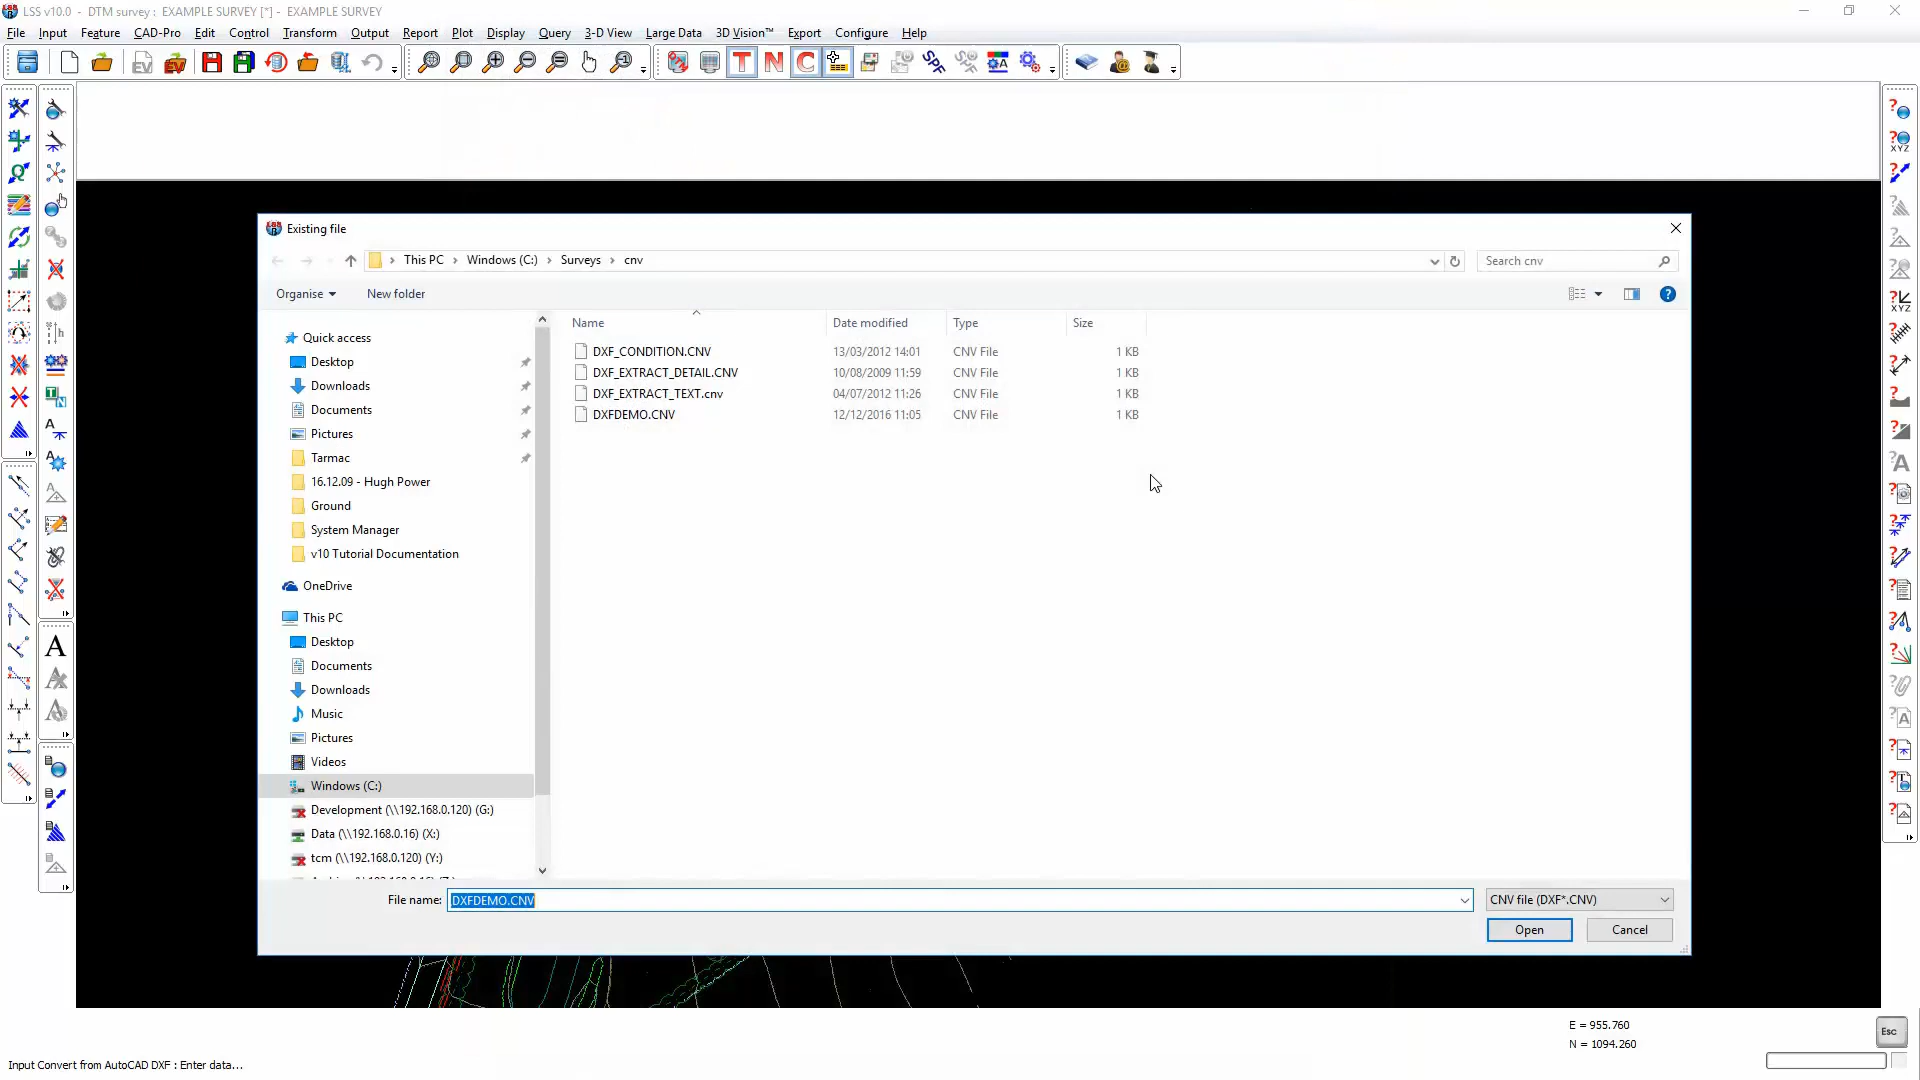 LSS v10.0 - DTM survey : EXAMPLE SURVEY [*] - EXAMPLE SURVEY
File Input Feature CAD-Pro Edit Control Transform Output Report Plot Display Query 3-D View Large Data 3D Vision™ Export Configure Help
Existing file
This PC > Windows (C:) > Surveys > cnv
Search cnv
Organise New folder
Name Date modified Type Size
DXF_CONDITION.CNV 13/03/2012 14:01 CNV File 1 KB
DXF_EXTRACT_DETAIL.CNV 10/08/2009 11:59 CNV File 1 KB
DXF_EXTRACT_TEXT.cnv 04/07/2012 11:26 CNV File 1 KB
DXFDEMO.CNV 12/12/2016 11:05 CNV File 1 KB
Quick access
Desktop
Downloads
Documents
Pictures
Tarmac
16.12.09 - Hugh Power
Ground
System Manager
v10 Tutorial Documentation
OneDrive
This PC
Desktop
Documents
Downloads
Music
Pictures
Videos
Windows (C:)
Development (\\192.168.0.120) (G:)
Data (\\192.168.0.16) (X:)
tcm (\\192.168.0.120) (Y:)
File name: DXFDEMO.CNV
CNV file (DXF*.CNV)
Open Cancel
E = 955.760
N = 1094.260
Esc
Input Convert from AutoCAD DXF : Enter data...